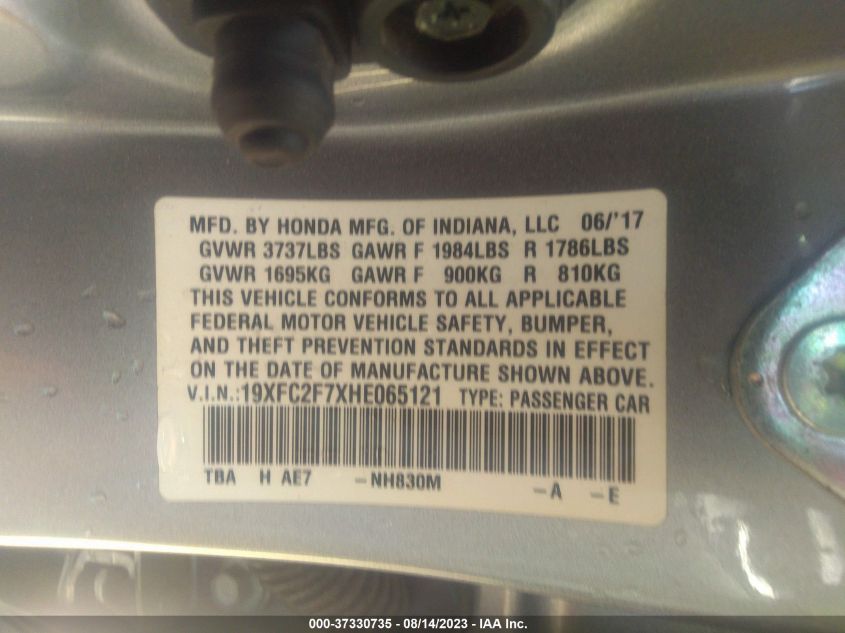 MFD. BY HONDA MFG. OF INDIANA, LLC 06/'17
GVWR 3737LBS GAWR F 1984LBS R 1786LBS
GVWR 1695KG GAWR F 900KG R 810KG
THIS VEHICLE CONFORMS TO ALL APPLICABLE
FEDERAL MOTOR VEHICLE SAFETY, BUMPER,
AND THEFT PREVENTION STANDARDS IN EFFECT
ON THE DATE OF MANUFACTURE SHOWN ABOVE.
V.I.N.:19XFC2F7XHE065121 TYPE: PASSENGER CAR
TBA H AE7 -NH830M -A -E
000-37330735 - 08/14/2023 - IAA Inc.